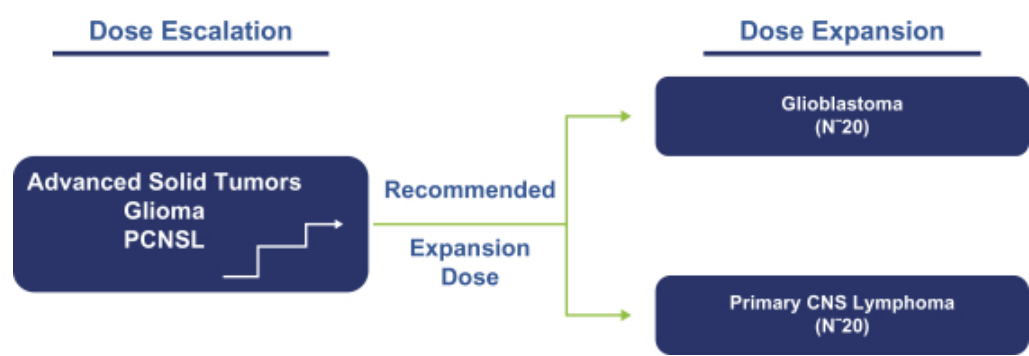 Dose Escalation
Dose Expansion
Advanced Solid Tumors
Glioma
PCNSL
Recommended
Expansion
Dose
Glioblastoma
(N~20)
Primary CNS Lymphoma
(N~20)